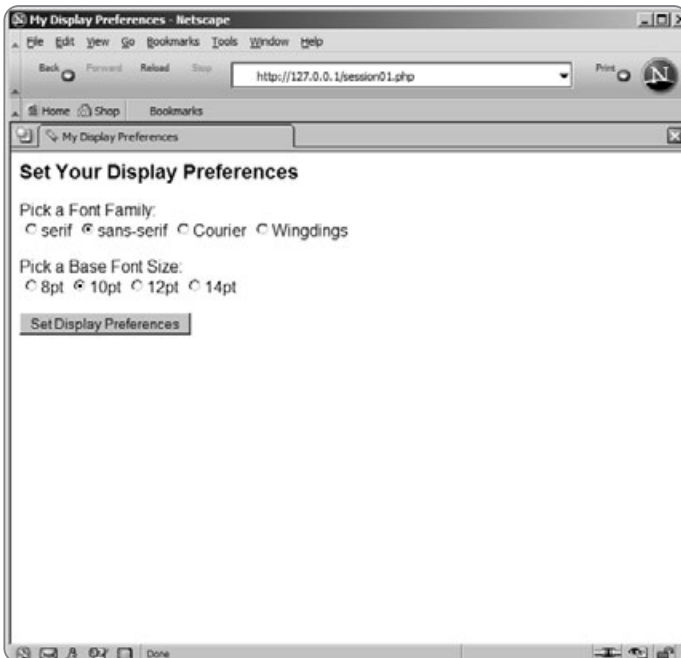 My Display Preferences - Netscape
File Edit View Go Bookmarks Tools Window Help
Back Forward Reload Stop http://127.0.0.1/session01.php Print N
Home Shop Bookmarks
My Display Preferences
Set Your Display Preferences
Pick a Font Family:
serif sans-serif Courier Wingdings
Pick a Base Font Size:
8pt 10pt 12pt 14pt
Set Display Preferences
Done